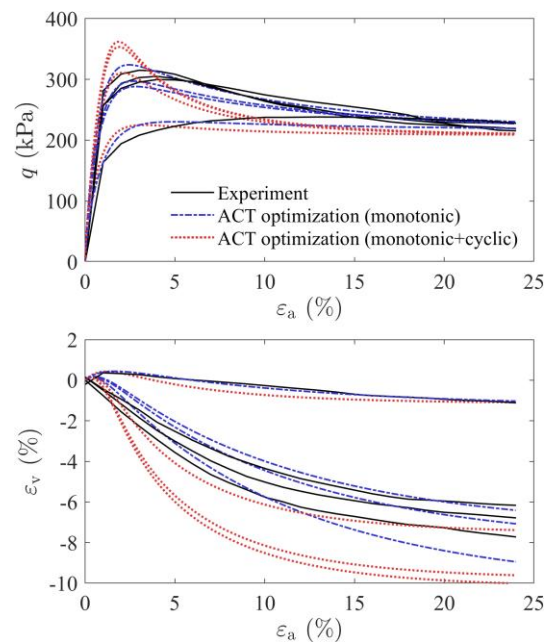 400
300
200
100
0
q (kPa)
Experiment
ACT optimization (monotonic)
ACT optimization (monotonic+cyclic)
0 5 10 15 20 25
εa (%)
2
0
-2
-4
-6
-8
-10
εv (%)
0 5 10 15 20 25
εa (%)